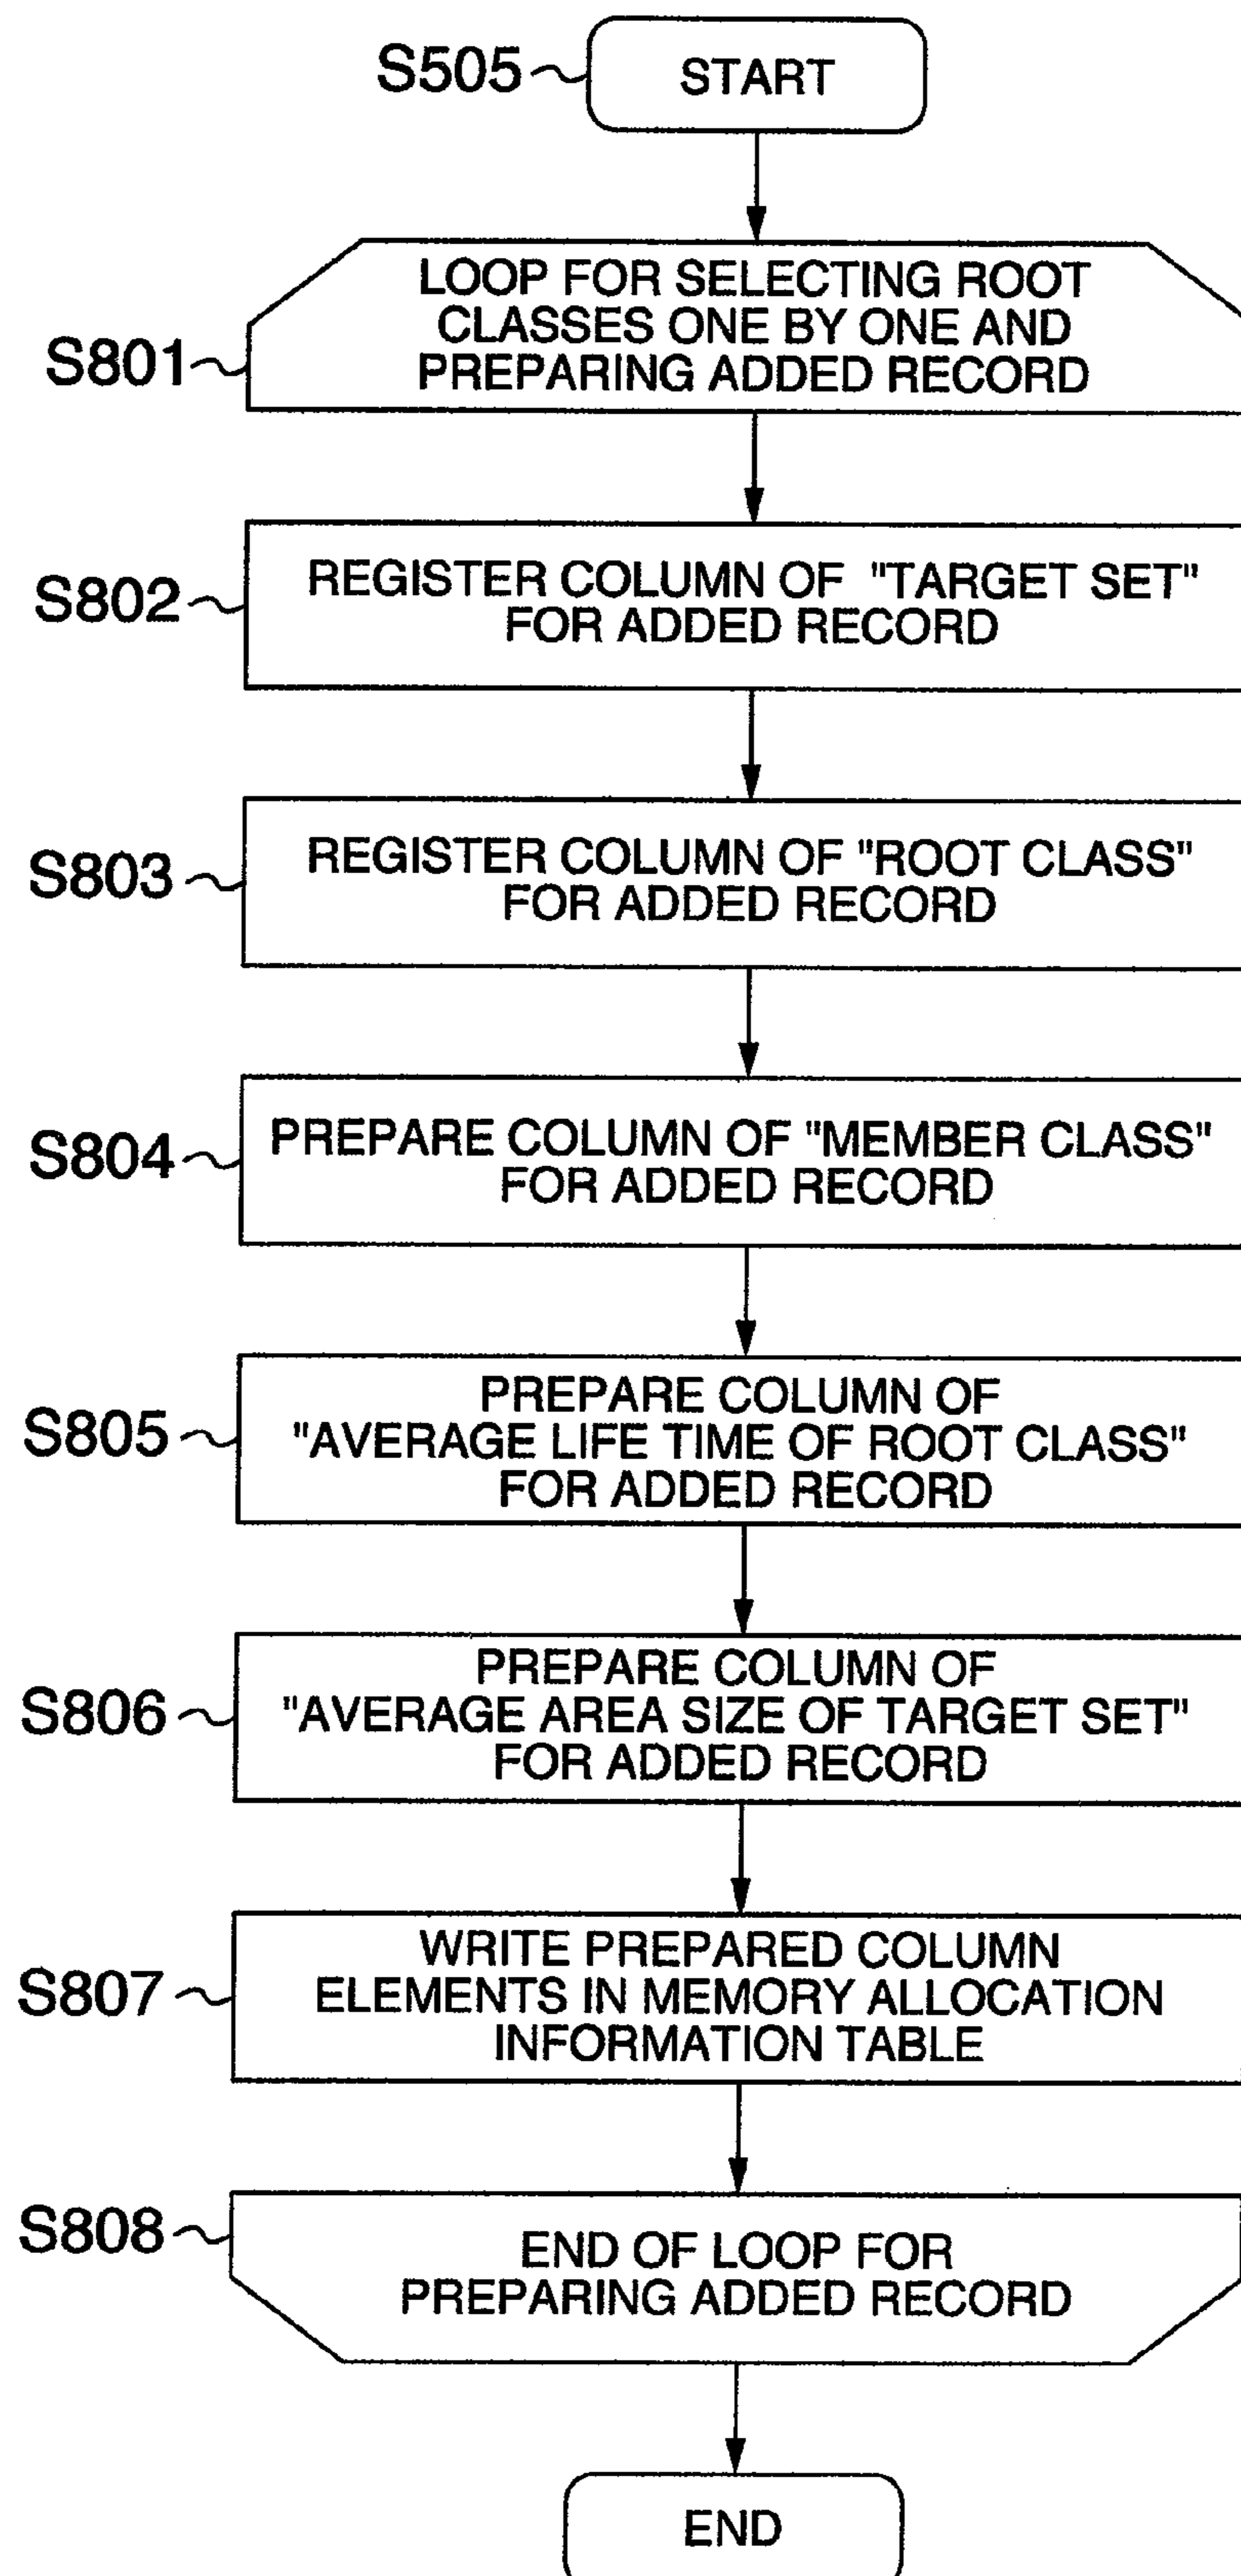 S505
START
S801
LOOP FOR SELECTING ROOT
CLASSES ONE BY ONE AND
PREPARING ADDED RECORD
S802
REGISTER COLUMN OF "TARGET SET"
FOR ADDED RECORD
S803
REGISTER COLUMN OF "ROOT CLASS"
FOR ADDED RECORD
S804
PREPARE COLUMN OF "MEMBER CLASS"
FOR ADDED RECORD
S805
PREPARE COLUMN OF
"AVERAGE LIFE TIME OF ROOT CLASS"
FOR ADDED RECORD
S806
PREPARE COLUMN OF
"AVERAGE AREA SIZE OF TARGET SET"
FOR ADDED RECORD
S807
WRITE PREPARED COLUMN
ELEMENTS IN MEMORY ALLOCATION
INFORMATION TABLE
S808
END OF LOOP FOR
PREPARING ADDED RECORD
END